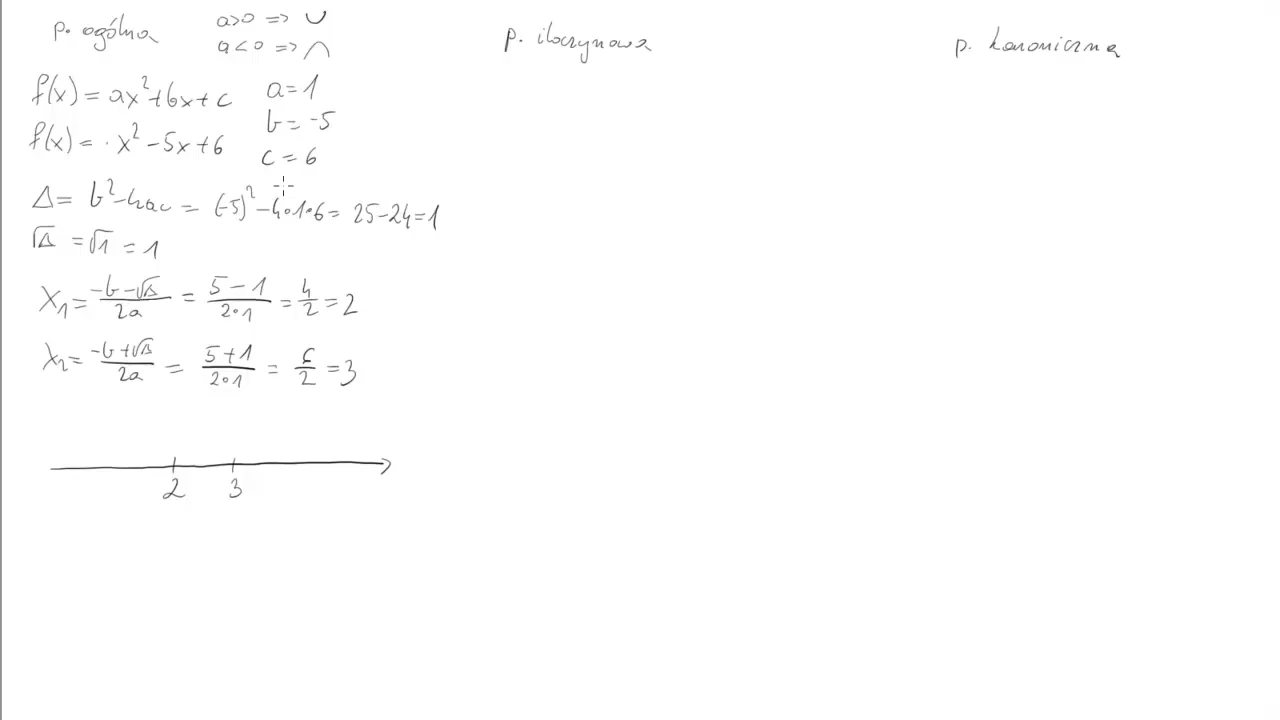 p. ogólna
a>0 => ∪
a<0 => ∩
p. iloczynowa
p. kanoniczna
f(x) = ax²+bx+c
a=1
f(x) = x²-5x+6
b=-5
c=6
Δ= b²-4ac = (-5)²-4•1•6= 25-24=1
√Δ =√1 = 1
x₁= (-b-√Δ)/2a = (5-1)/(2•1) = 4/2 = 2
x₂= (-b+√Δ)/2a = (5+1)/(2•1) = 6/2 = 3
2 3